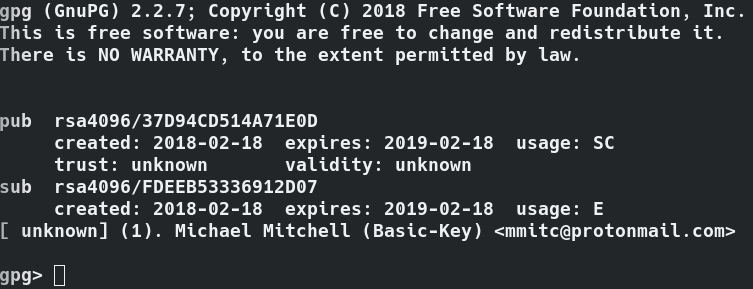 gpg (GnuPG) 2.2.7; Copyright (C) 2018 Free Software Foundation, Inc.
This is free software: you are free to change and redistribute it.
There is NO WARRANTY, to the extent permitted by law.

pub  rsa4096/37D94CD514A71E0D
     created: 2018-02-18  expires: 2019-02-18  usage: SC
     trust: unknown       validity: unknown
sub  rsa4096/FDEEB53336912D07
     created: 2018-02-18  expires: 2019-02-18  usage: E
[ unknown] (1). Michael Mitchell (Basic-Key) <mmitc@protonmail.com>

gpg>